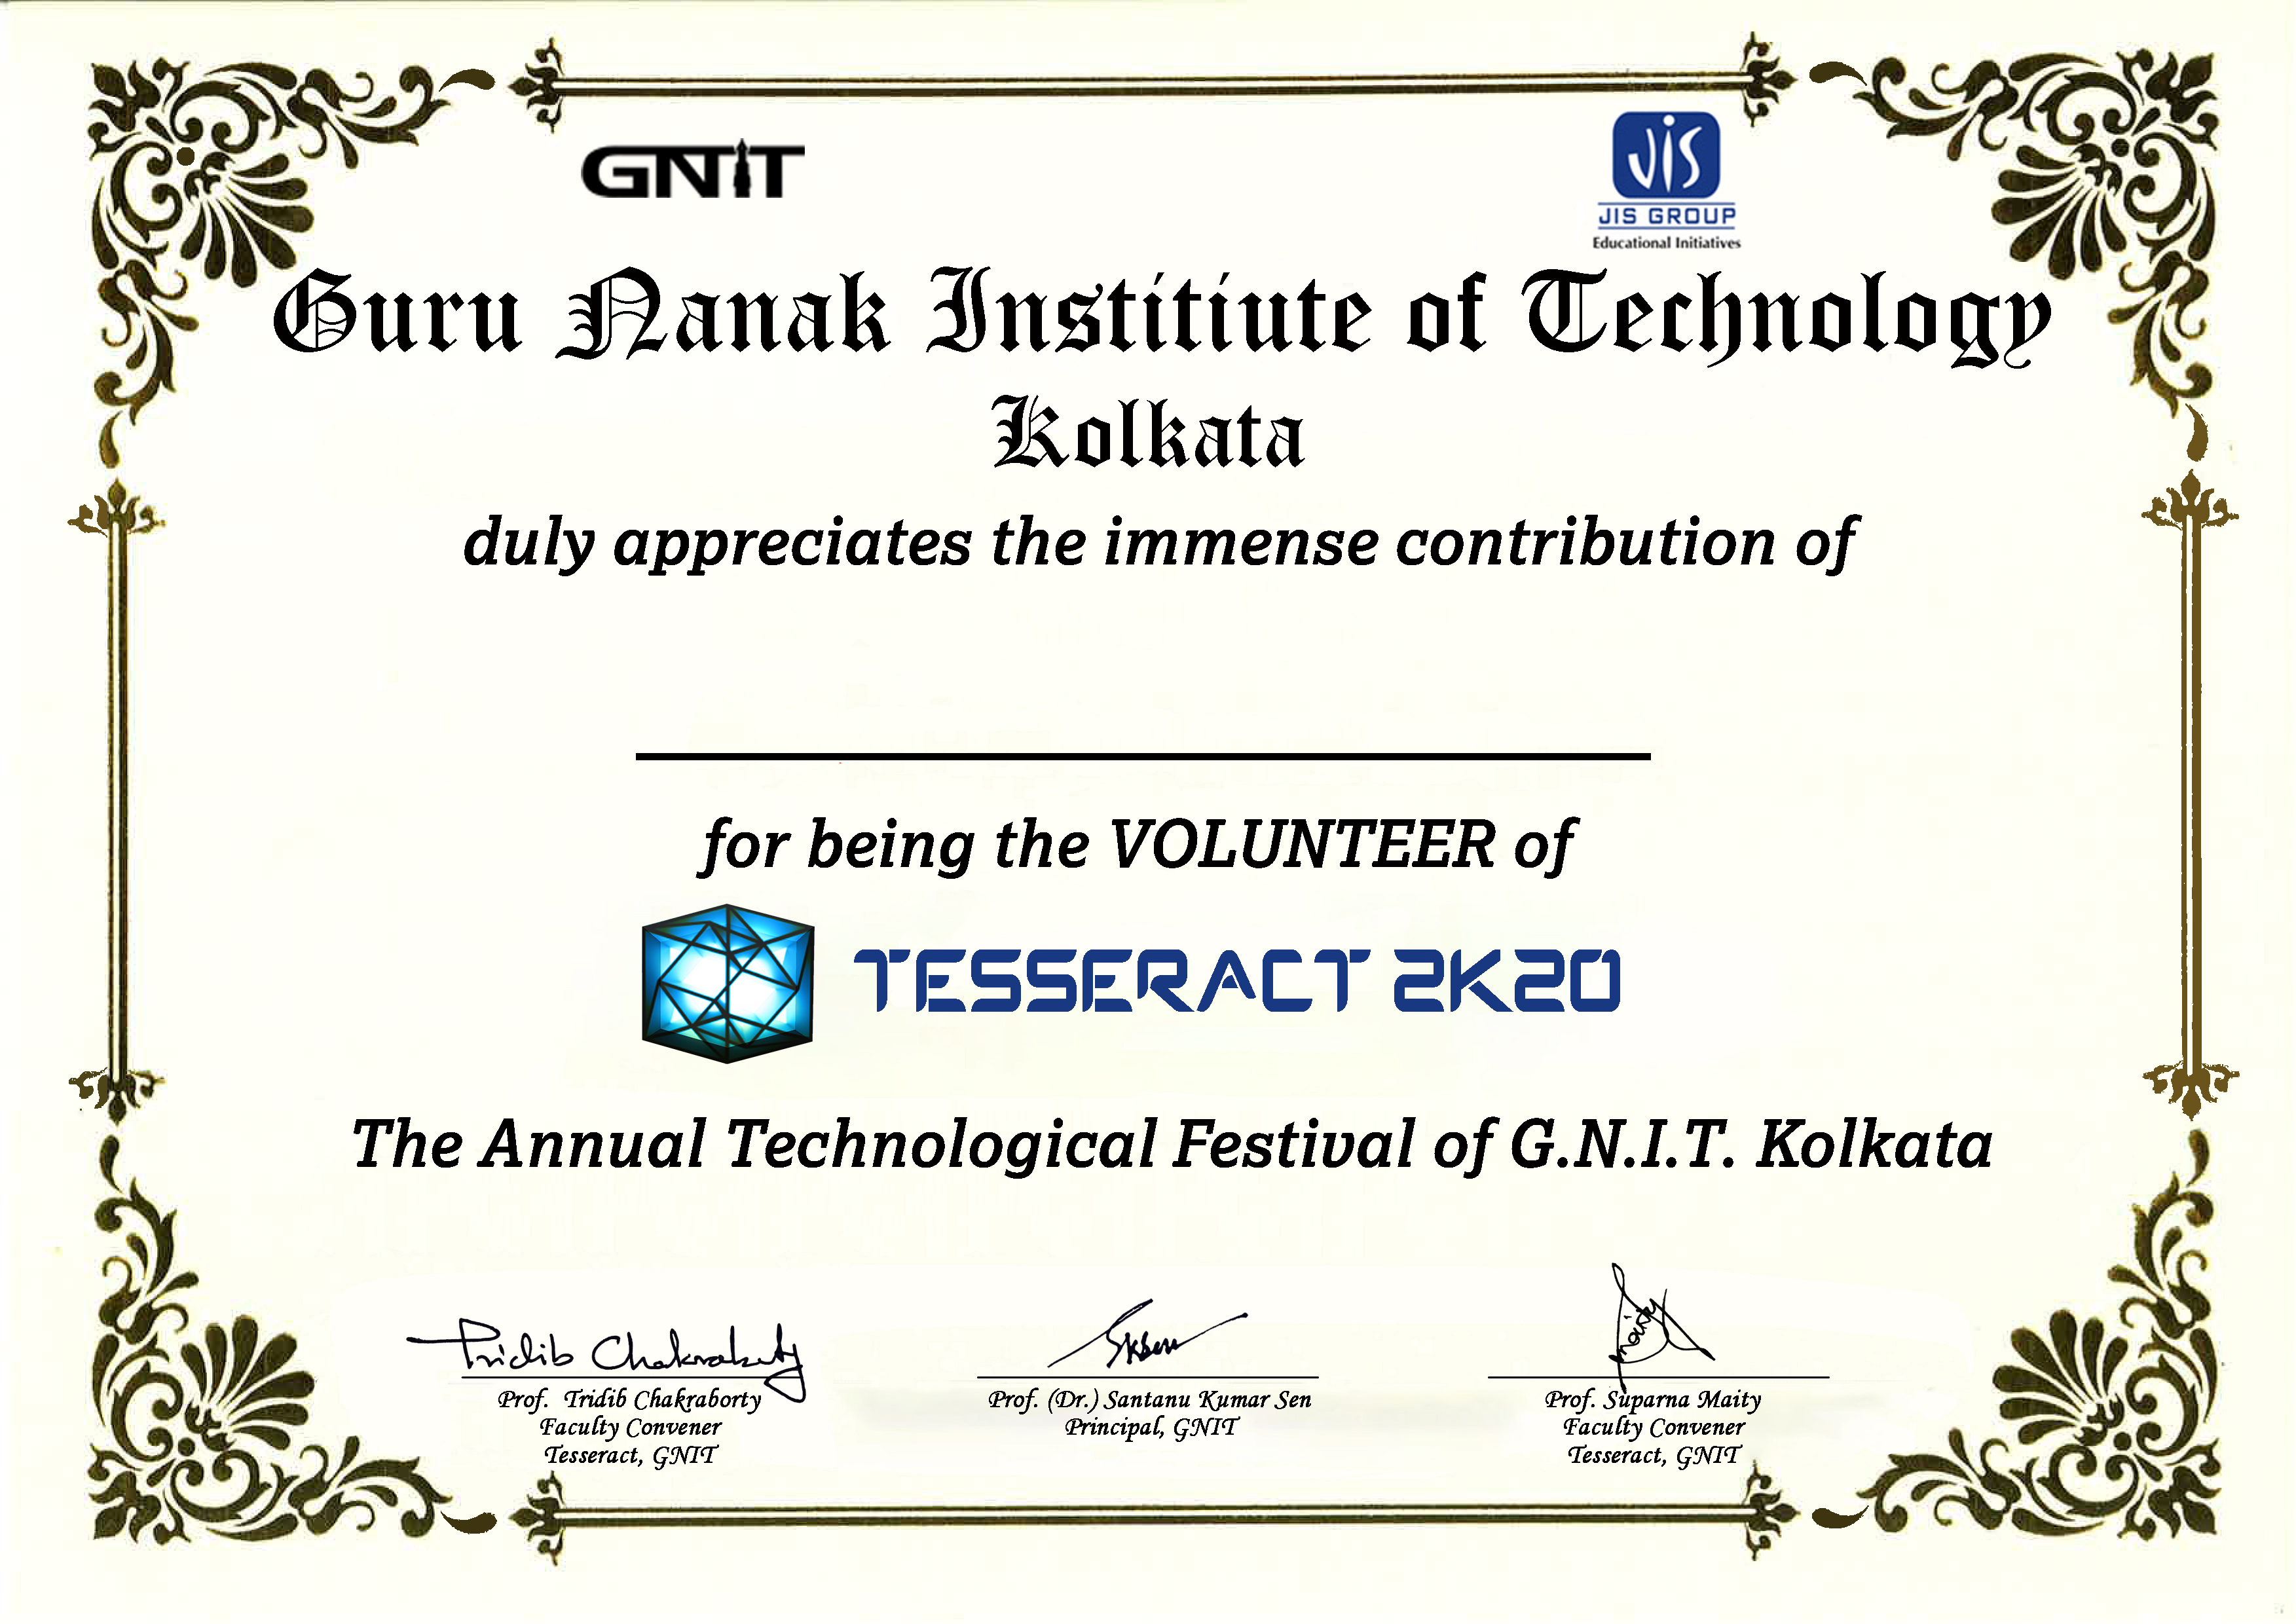 GNIT
JIS
JIS GROUP
Educational Initiatives
Guru Nanak Institiute of Technology
Kolkata
duly appreciates the immense contribution of
for being the VOLUNTEER of
TESSERACT 2K20
The Annual Technological Festival of G.N.I.T. Kolkata
Tridib Chakraborty
SKSen
Maity
Prof. Tridib Chakraborty
Faculty Convener
Tesseract, GNIT
Prof. (Dr.) Santanu Kumar Sen
Principal, GNIT
Prof. Suparna Maity
Faculty Convener
Tesseract, GNIT